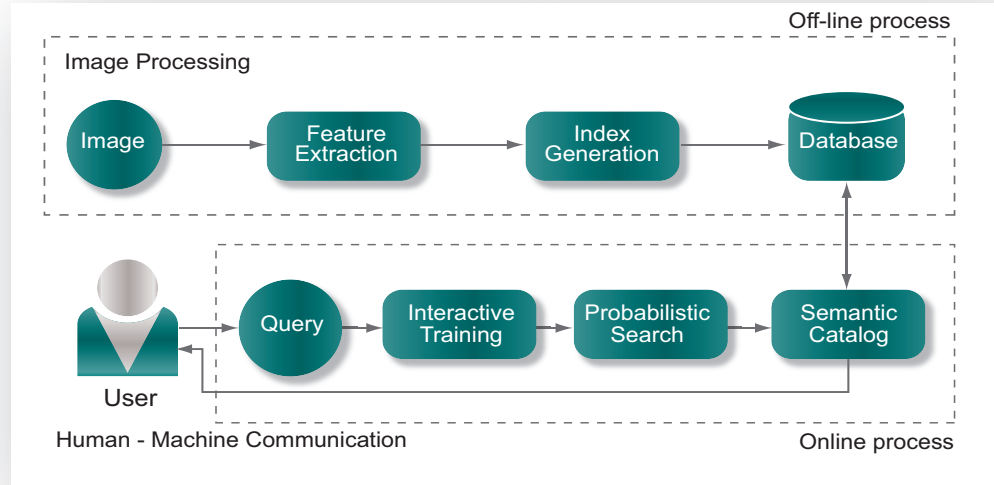 Off-line process
Image Processing
Image
Feature
Extraction
Index
Generation
Database
Query
Interactive
Training
Probabilistic
Search
Semantic
Catalog
User
Human - Machine Communication
Online process